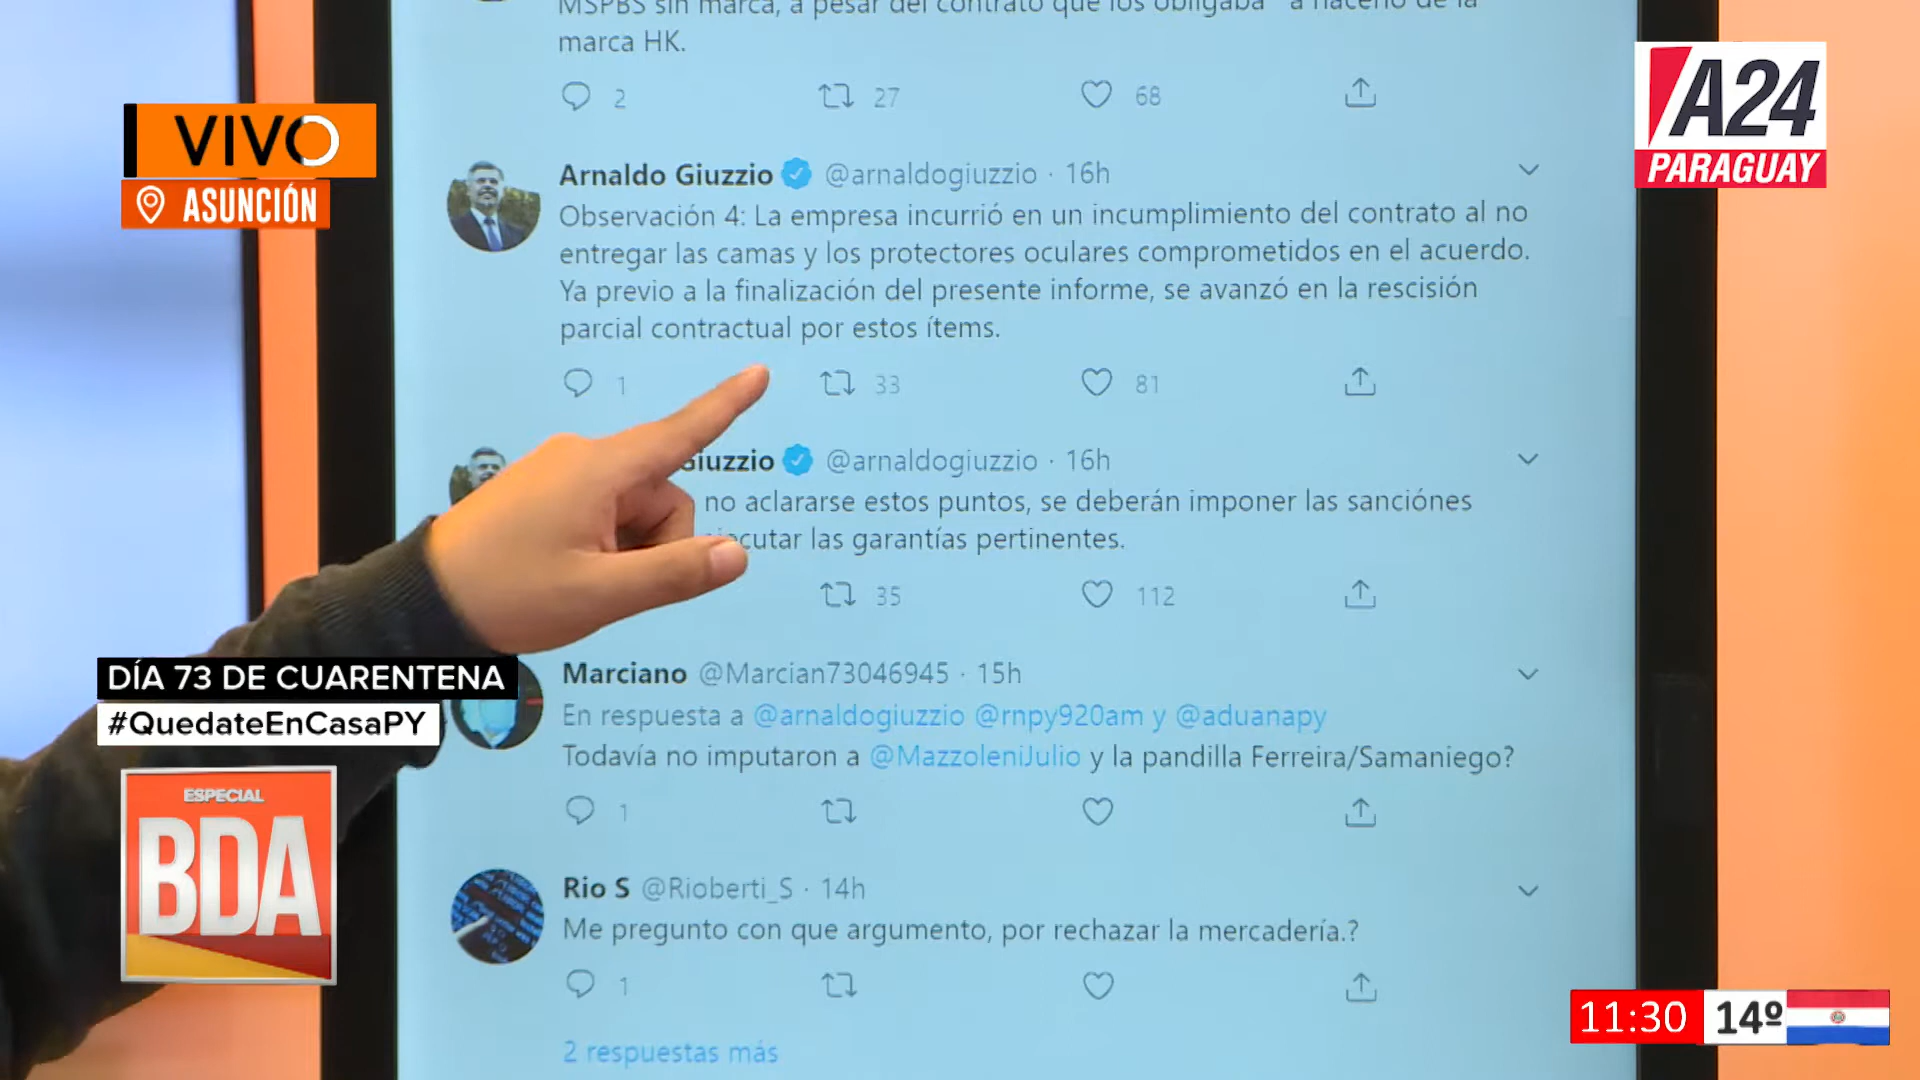 MSPBS sin marca, a pesar del contrato que los obligaba a hacerlo de la
marca HK.
2 27 68
VIVO
ASUNCIÓN
A24
PARAGUAY
Arnaldo Giuzzio @arnaldogiuzzio · 16h
Observación 4: La empresa incurrió en un incumplimiento del contrato al no
entregar las camas y los protectores oculares comprometidos en el acuerdo.
Ya previo a la finalización del presente informe, se avanzó en la rescisión
parcial contractual por estos ítems.
1 33 81
Giuzzio @arnaldogiuzzio · 16h
no aclararse estos puntos, se deberán imponer las sanciónes
las garantías pertinentes.
35 112
DÍA 73 DE CUARENTENA
#QuedateEnCasaPY
Marciano @Marcian73046945 · 15h
En respuesta a @arnaldogiuzzio @rnpy920am y @aduanapy
Todavía no imputaron a @MazzoleniJulio y la pandilla Ferreira/Samaniego?
1
ESPECIAL
BDA
Rio S @Rioberti_S · 14h
Me pregunto con que argumento, por rechazar la mercadería.?
1
2 respuestas más
11:30 14º